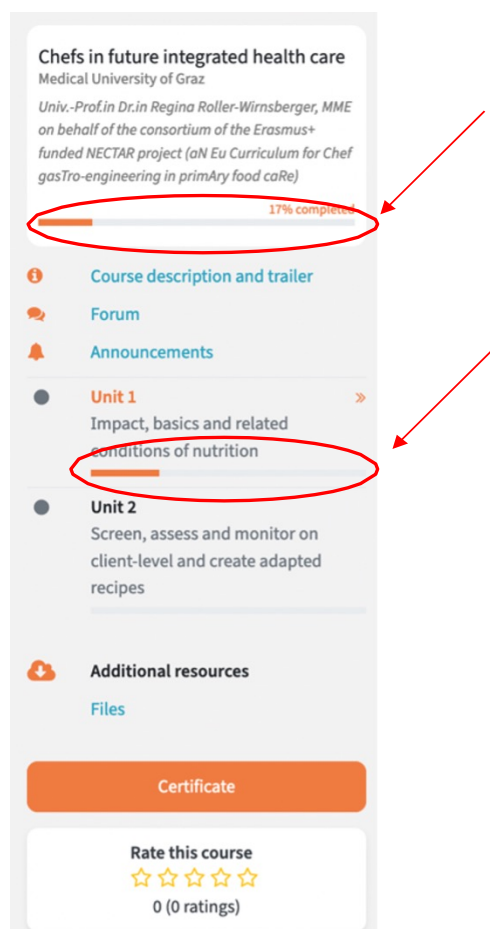 Chefs in future integrated health care
Medical University of Graz
Univ.-Prof.in Dr.in Regina Roller-Wirnsberger, MME
on behalf of the consortium of the Erasmus+
funded NECTAR project (aN Eu Curriculum for Chef
gasTro-engineering in primAry food caRe)
17% completed
Course description and trailer
Forum
Announcements
Unit 1 »
Impact, basics and related
conditions of nutrition
Unit 2
Screen, assess and monitor on
client-level and create adapted
recipes
Additional resources
Files
Certificate
Rate this course
0 (0 ratings)